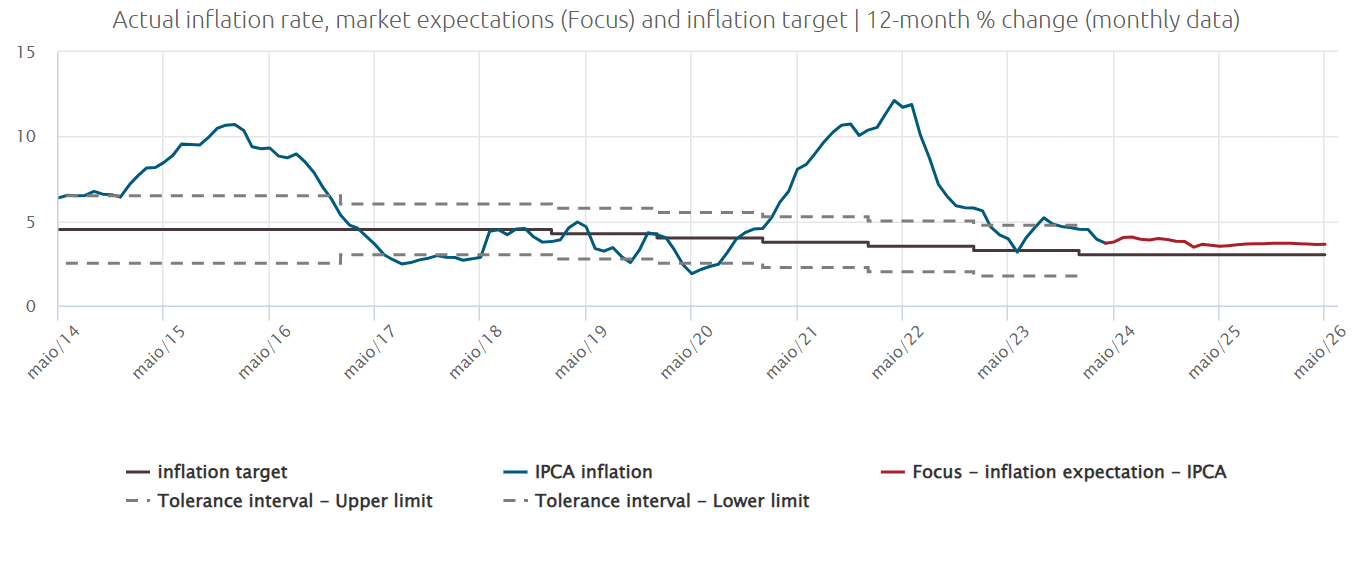 Actual inflation rate, market expectations (Focus) and inflation target | 12-month % change (monthly data)
15
10
5
0
maio/14
maio/15
maio/16
maio/17
maio/18
maio/19
maio/20
maio/21
maio/22
maio/23
maio/24
maio/25
maio/26
inflation target
IPCA inflation
Focus – inflation expectation – IPCA
Tolerance interval – Upper limit
Tolerance interval – Lower limit